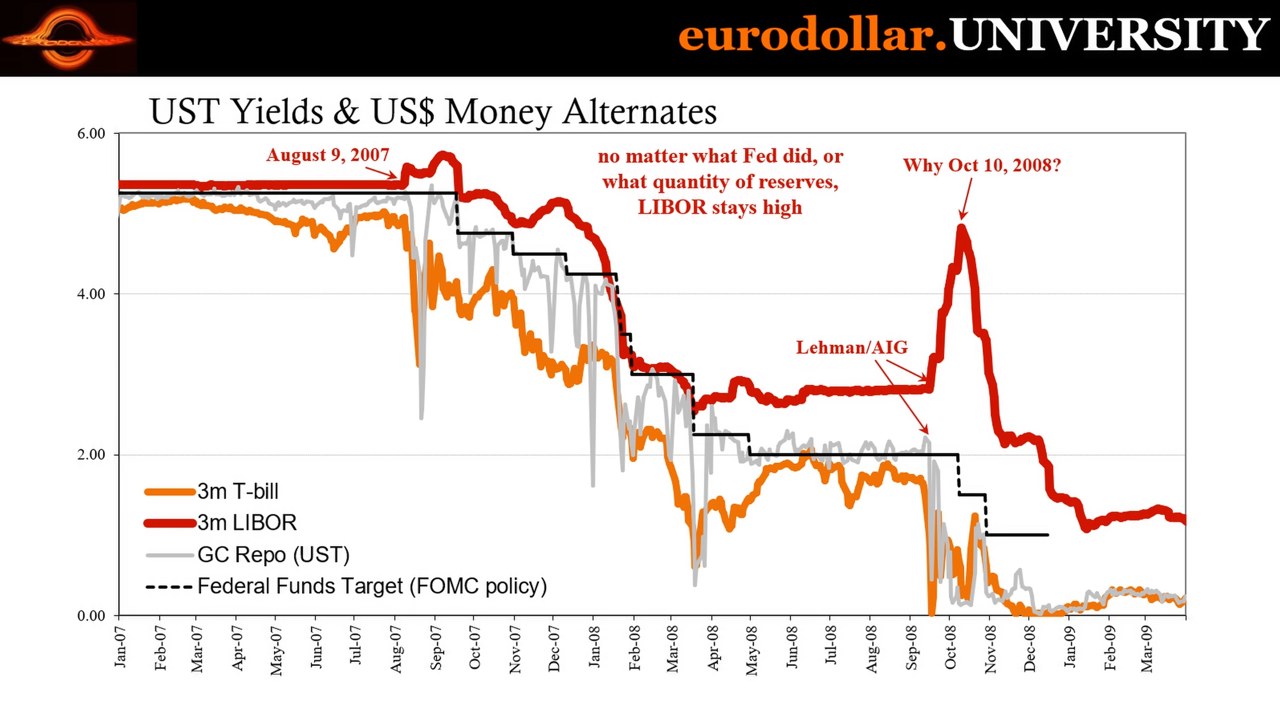 eurodollar.UNIVERSITY
UST Yields & US$ Money Alternates
6.00
4.00
2.00
0.00
August 9, 2007
no matter what Fed did, or
what quantity of reserves,
LIBOR stays high
Why Oct 10, 2008?
Lehman/AIG
3m T-bill
3m LIBOR
GC Repo (UST)
Federal Funds Target (FOMC policy)
Jan-07
Feb-07
Mar-07
Apr-07
May-07
Jun-07
Jul-07
Aug-07
Sep-07
Oct-07
Nov-07
Dec-07
Jan-08
Feb-08
Mar-08
Apr-08
May-08
Jun-08
Jul-08
Aug-08
Sep-08
Oct-08
Nov-08
Dec-08
Jan-09
Feb-09
Mar-09